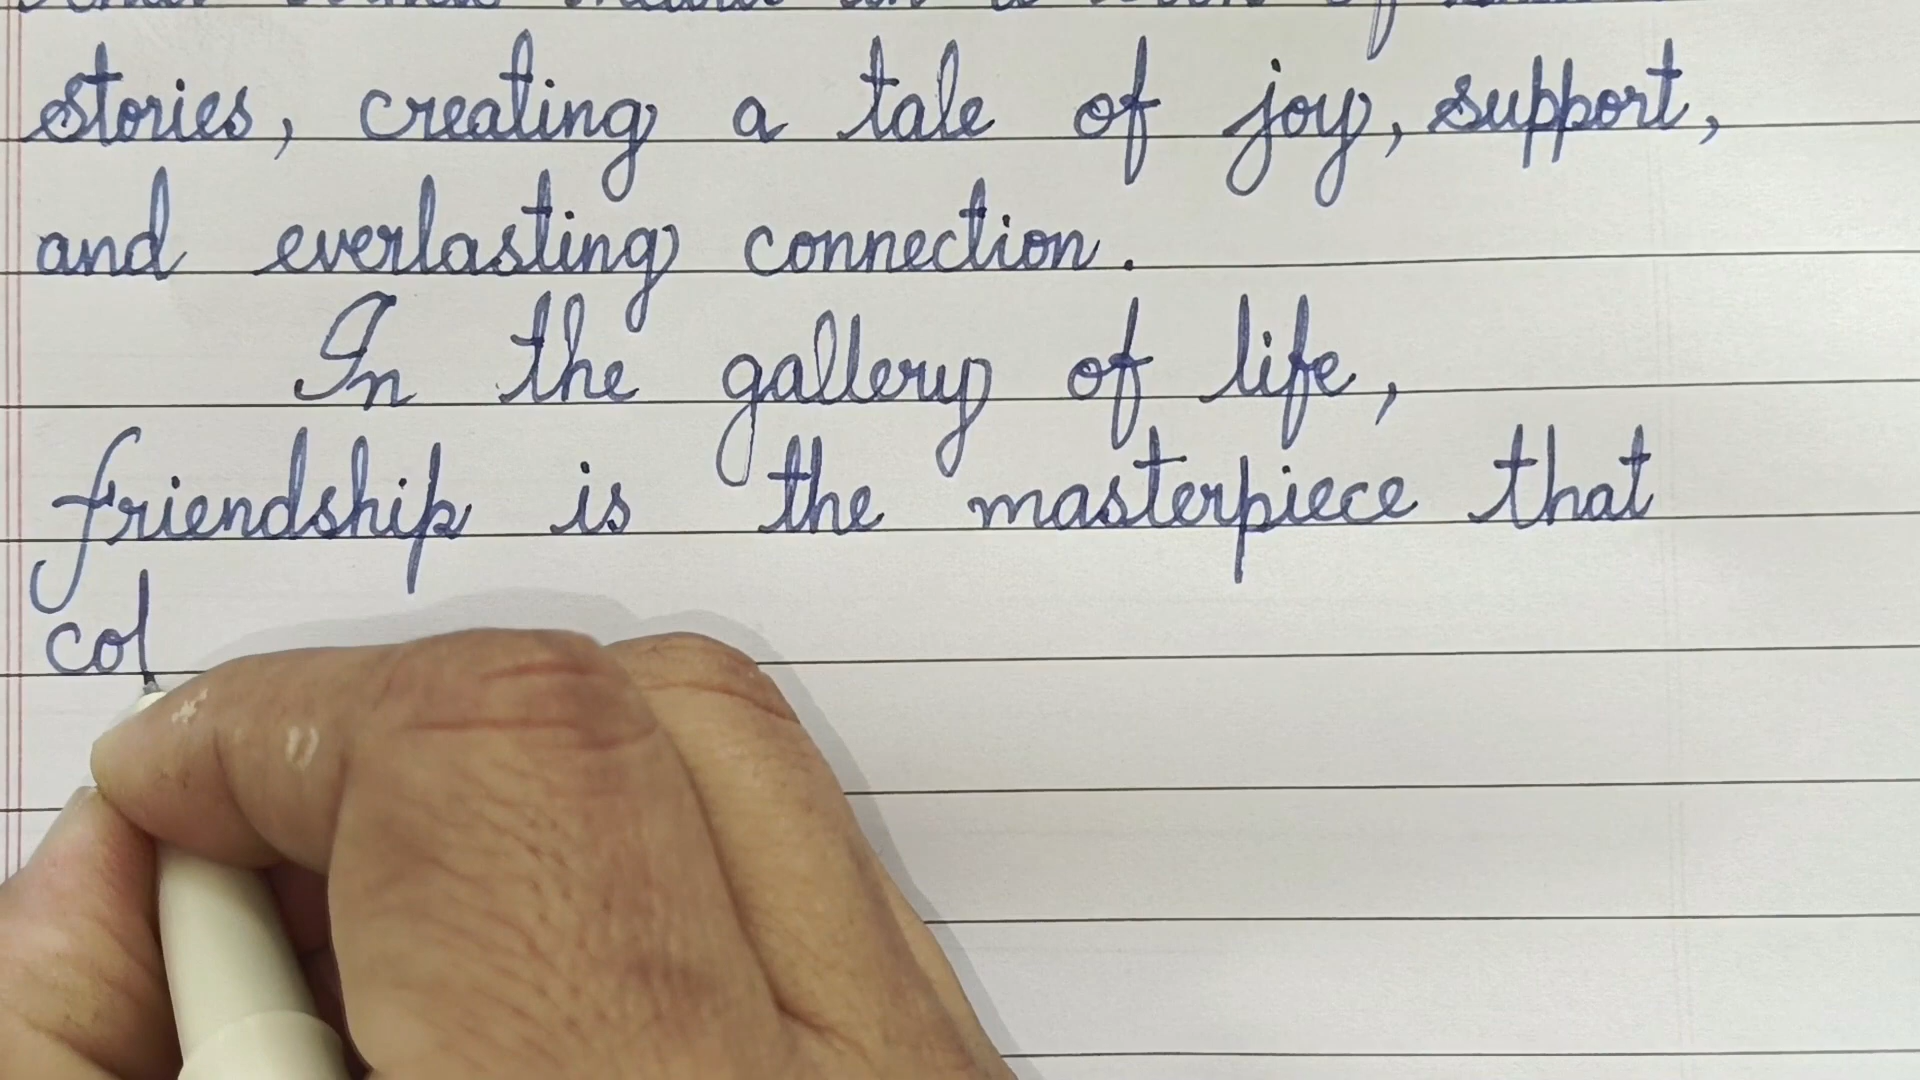 stories, creating a tale of joy, support,
and everlasting connection.
In the gallery of life,
friendship is the masterpiece that
col